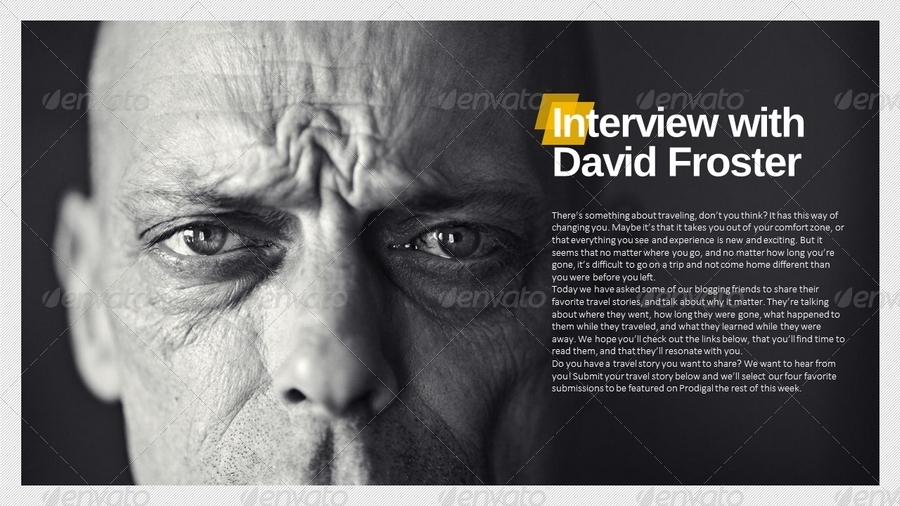 Interview with
David Froster
There's something about traveling, don't you think? It has this way of
changing you. Maybe it's that it takes you out of your comfort zone, or
that everything you see and experience is new and exciting. But it
seems that no matter where you go, and no matter how long you're
gone, it's difficult to go on a trip and not come home different than
you were before you left.
Today we have asked some of our blogging friends to share their
favorite travel stories, and talk about why it matter. They're talking
about where they went, how long they were gone, what happened to
them while they traveled, and what they learned while they were
away. We hope you'll check out the links below, that you'll find time to
read them, and that they'll resonate with you.
Do you have a travel story you want to share? We want to hear from
you! Submit your travel story below and we'll select our four favorite
submissions to be featured on Prodigal the rest of this week.
envato envato envato envato envato
envato envato envato envato envato
envato envato envato envato envato